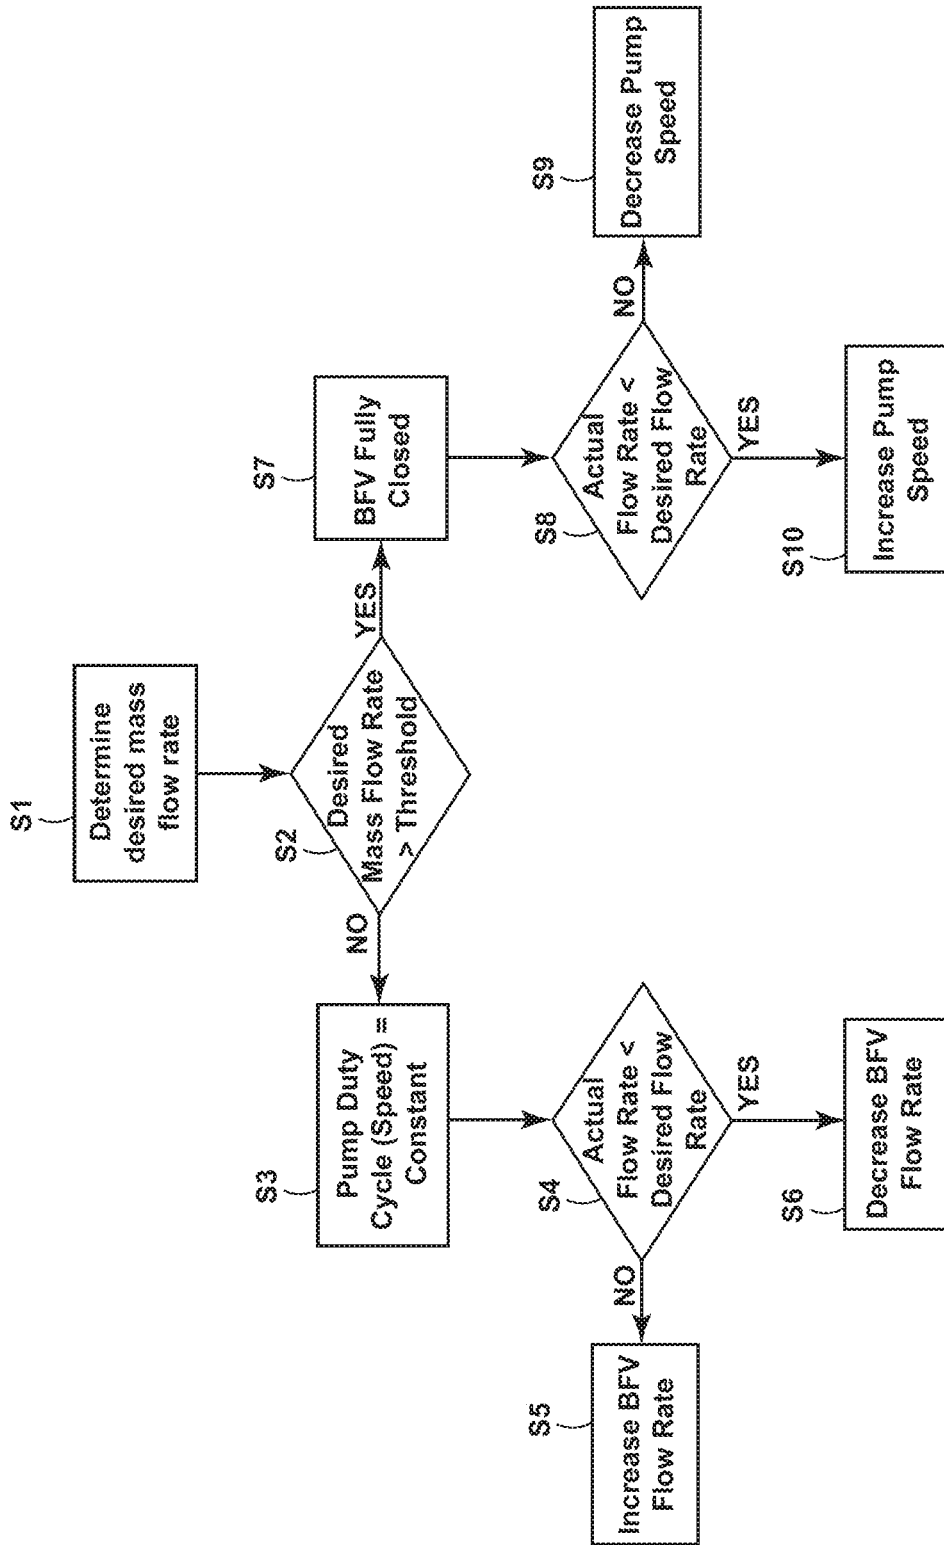 S1
Determine
desired mass
flow rate
S2
Desired
Mass Flow Rate
> Threshold
NO
YES
S3
Pump Duty
Cycle (Speed) =
Constant
S4
Actual
Flow Rate <
Desired Flow
Rate
NO
YES
S5
Increase BFV
Flow Rate
S6
Decrease BFV
Flow Rate
S7
BFV Fully
Closed
S8
Actual
Flow Rate <
Desired Flow
Rate
NO
YES
S9
Decrease Pump
Speed
S10
Increase Pump
Speed